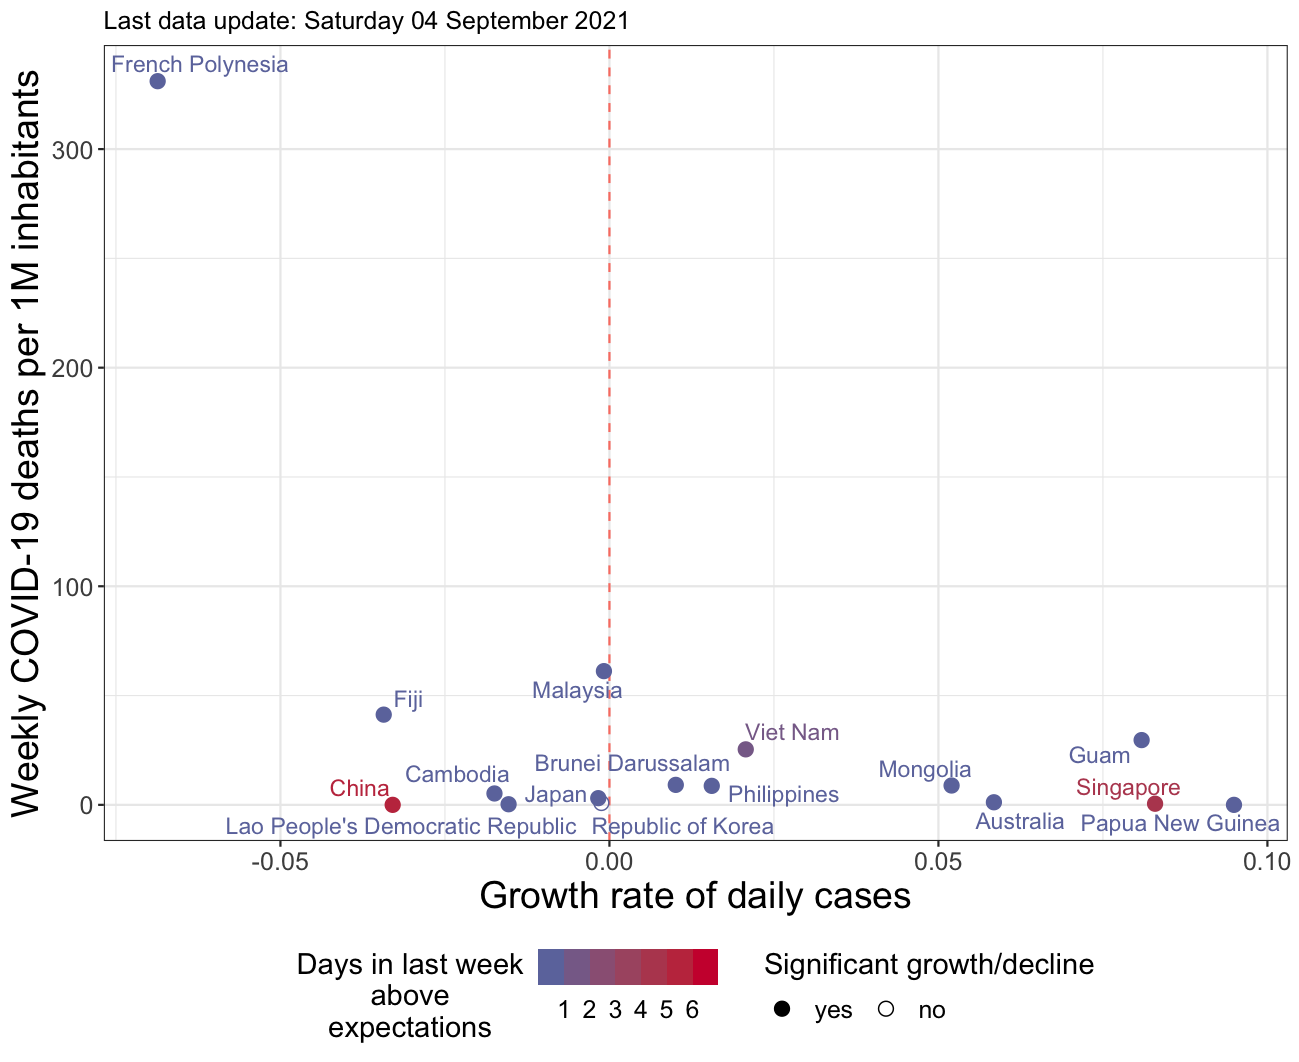 Last data update: Saturday 04 September 2021
Weekly COVID-19 deaths per 1M inhabitants
300
200
100
0
French Polynesia
Malaysia
Fiji
Viet Nam
Brunei Darussalam
Guam
Cambodia
Mongolia
China
Japan
Philippines
Singapore
Lao People's Democratic Republic
Republic of Korea
Australia
Papua New Guinea
-0.05
0.00
0.05
0.10
Growth rate of daily cases
Days in last week
above
expectations
1 2 3 4 5 6
Significant growth/decline
yes
no